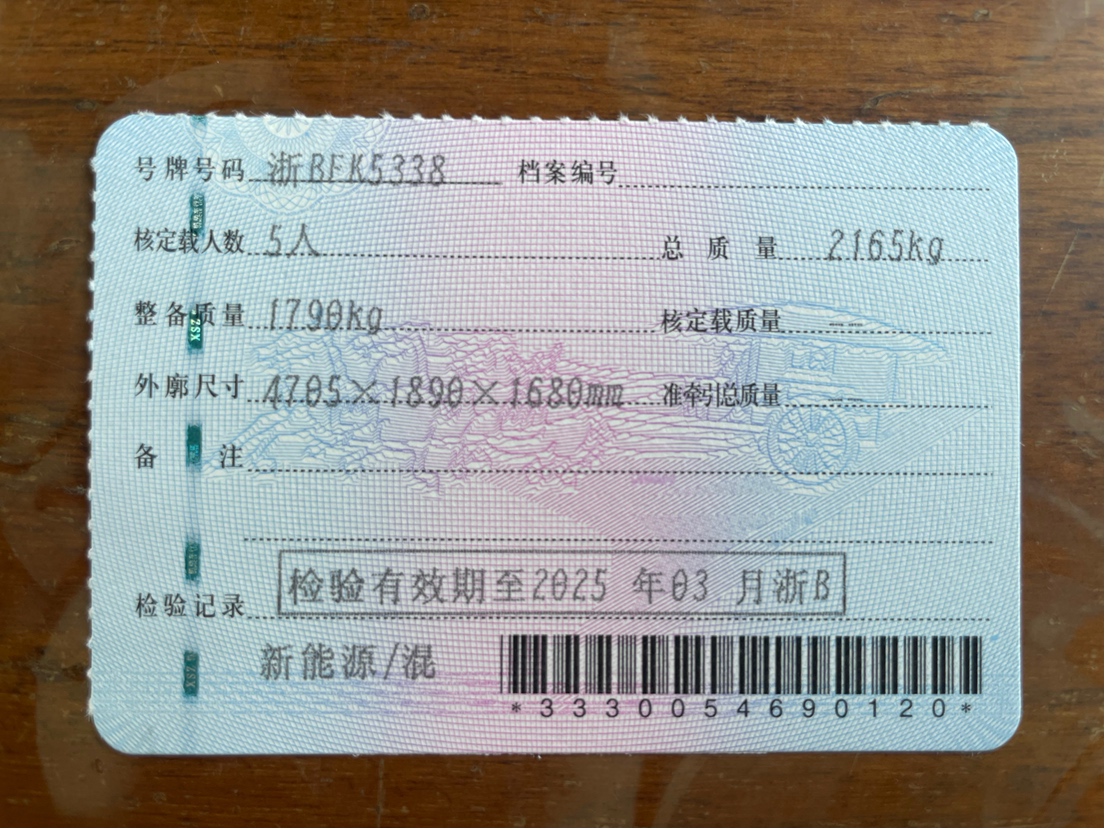 号牌号码 浙BFK5338 档案编号
核定载人数 5人 总质量 2165kg
整备质量 1790kg 核定载质量 -- --
外廓尺寸 4705×1890×1680mm 准牵引总质量 -- --
备注
检验记录 检验有效期至2025 年03 月浙B
新能源/混
*3330054690120*